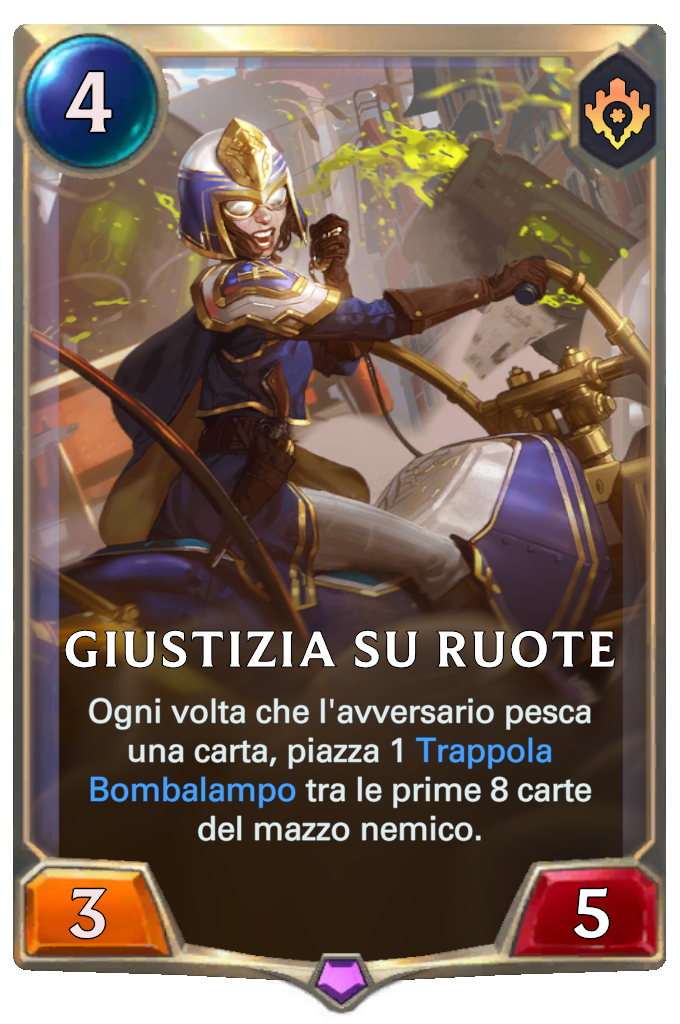 4
GIUSTIZIA SU RUOTE
Ogni volta che l'avversario pesca
una carta, piazza 1 Trappola
Bombalampo tra le prime 8 carte
del mazzo nemico.
3
5